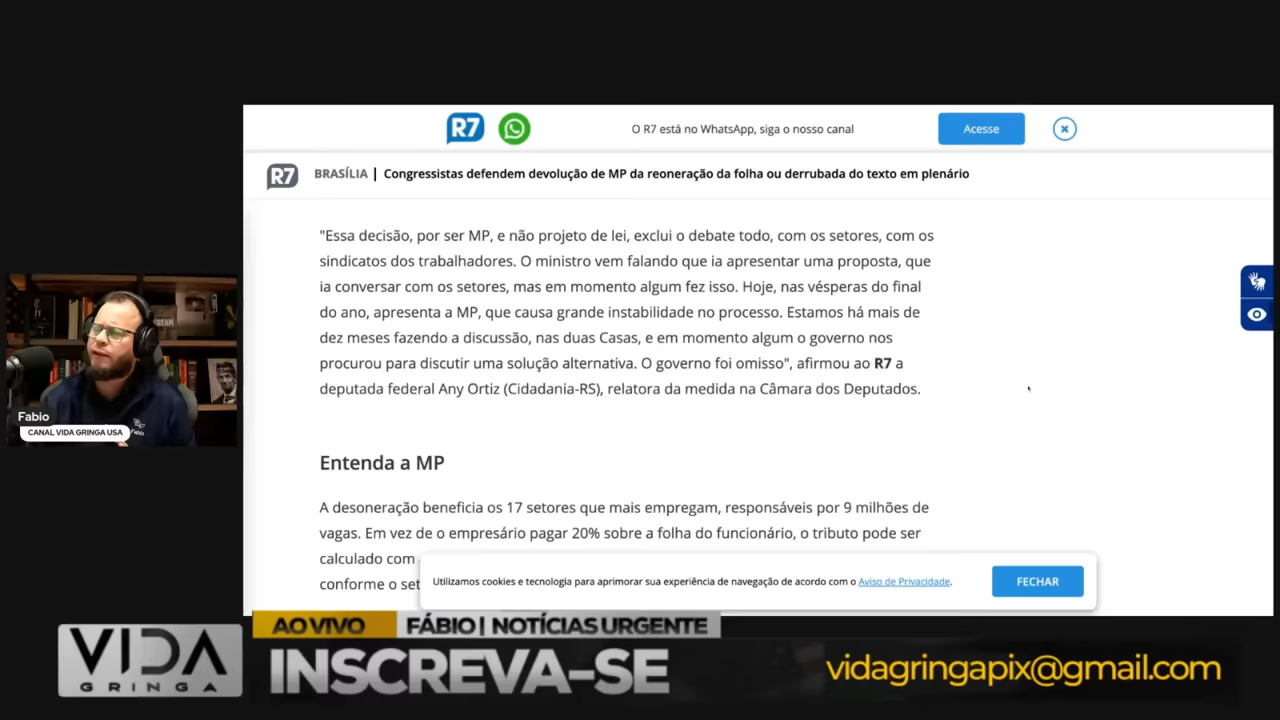 R7
O R7 está no WhatsApp, siga o nosso canal
Acesse
R7
BRASÍLIA | Congressistas defendem devolução de MP da reoneração da folha ou derrubada do texto em plenário
"Essa decisão, por ser MP, e não projeto de lei, exclui o debate todo, com os setores, com os
sindicatos dos trabalhadores. O ministro vem falando que ia apresentar uma proposta, que
ia conversar com os setores, mas em momento algum fez isso. Hoje, nas vésperas do final
do ano, apresenta a MP, que causa grande instabilidade no processo. Estamos há mais de
dez meses fazendo a discussão, nas duas Casas, e em momento algum o governo nos
procurou para discutir uma solução alternativa. O governo foi omisso", afirmou ao R7 a
deputada federal Any Ortiz (Cidadania-RS), relatora da medida na Câmara dos Deputados.
Entenda a MP
A desoneração beneficia os 17 setores que mais empregam, responsáveis por 9 milhões de
vagas. Em vez de o empresário pagar 20% sobre a folha do funcionário, o tributo pode ser
calculado com
conforme o set
Utilizamos cookies e tecnologia para aprimorar sua experiência de navegação de acordo com o Aviso de Privacidade.
FECHAR
Fabio
CANAL VIDA GRINGA USA
AO VIVO
FÁBIO | NOTÍCIAS URGENTE
VIDA
GRINGA
INSCREVA-SE
vidagringapix@gmail.com